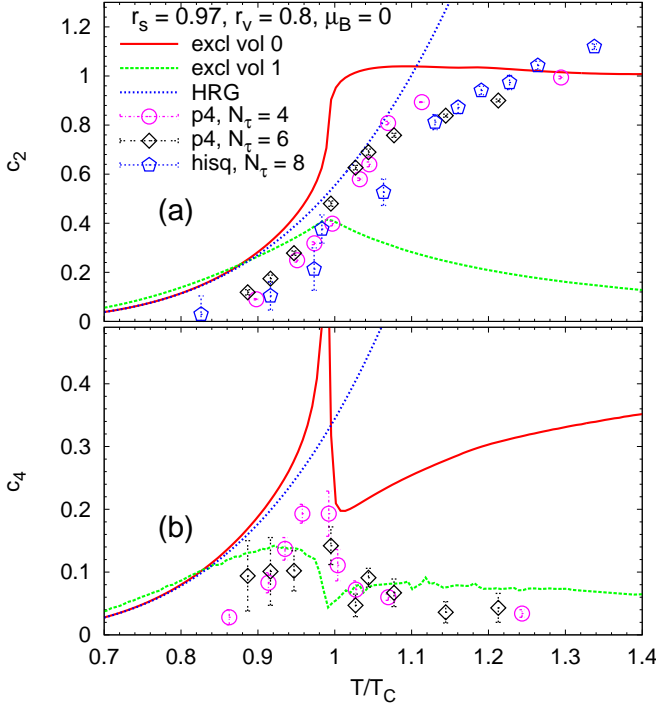 r_s = 0.97, r_v = 0.8, μ_B = 0
excl vol 0
excl vol 1
HRG
p4, N_τ = 4
p4, N_τ = 6
hisq, N_τ = 8
c_2
1.2
1
0.8
0.6
0.4
0.2
0
(a)
c_4
0.4
0.3
0.2
0.1
0
(b)
0.7 0.8 0.9 1 1.1 1.2 1.3 1.4
T/T_C